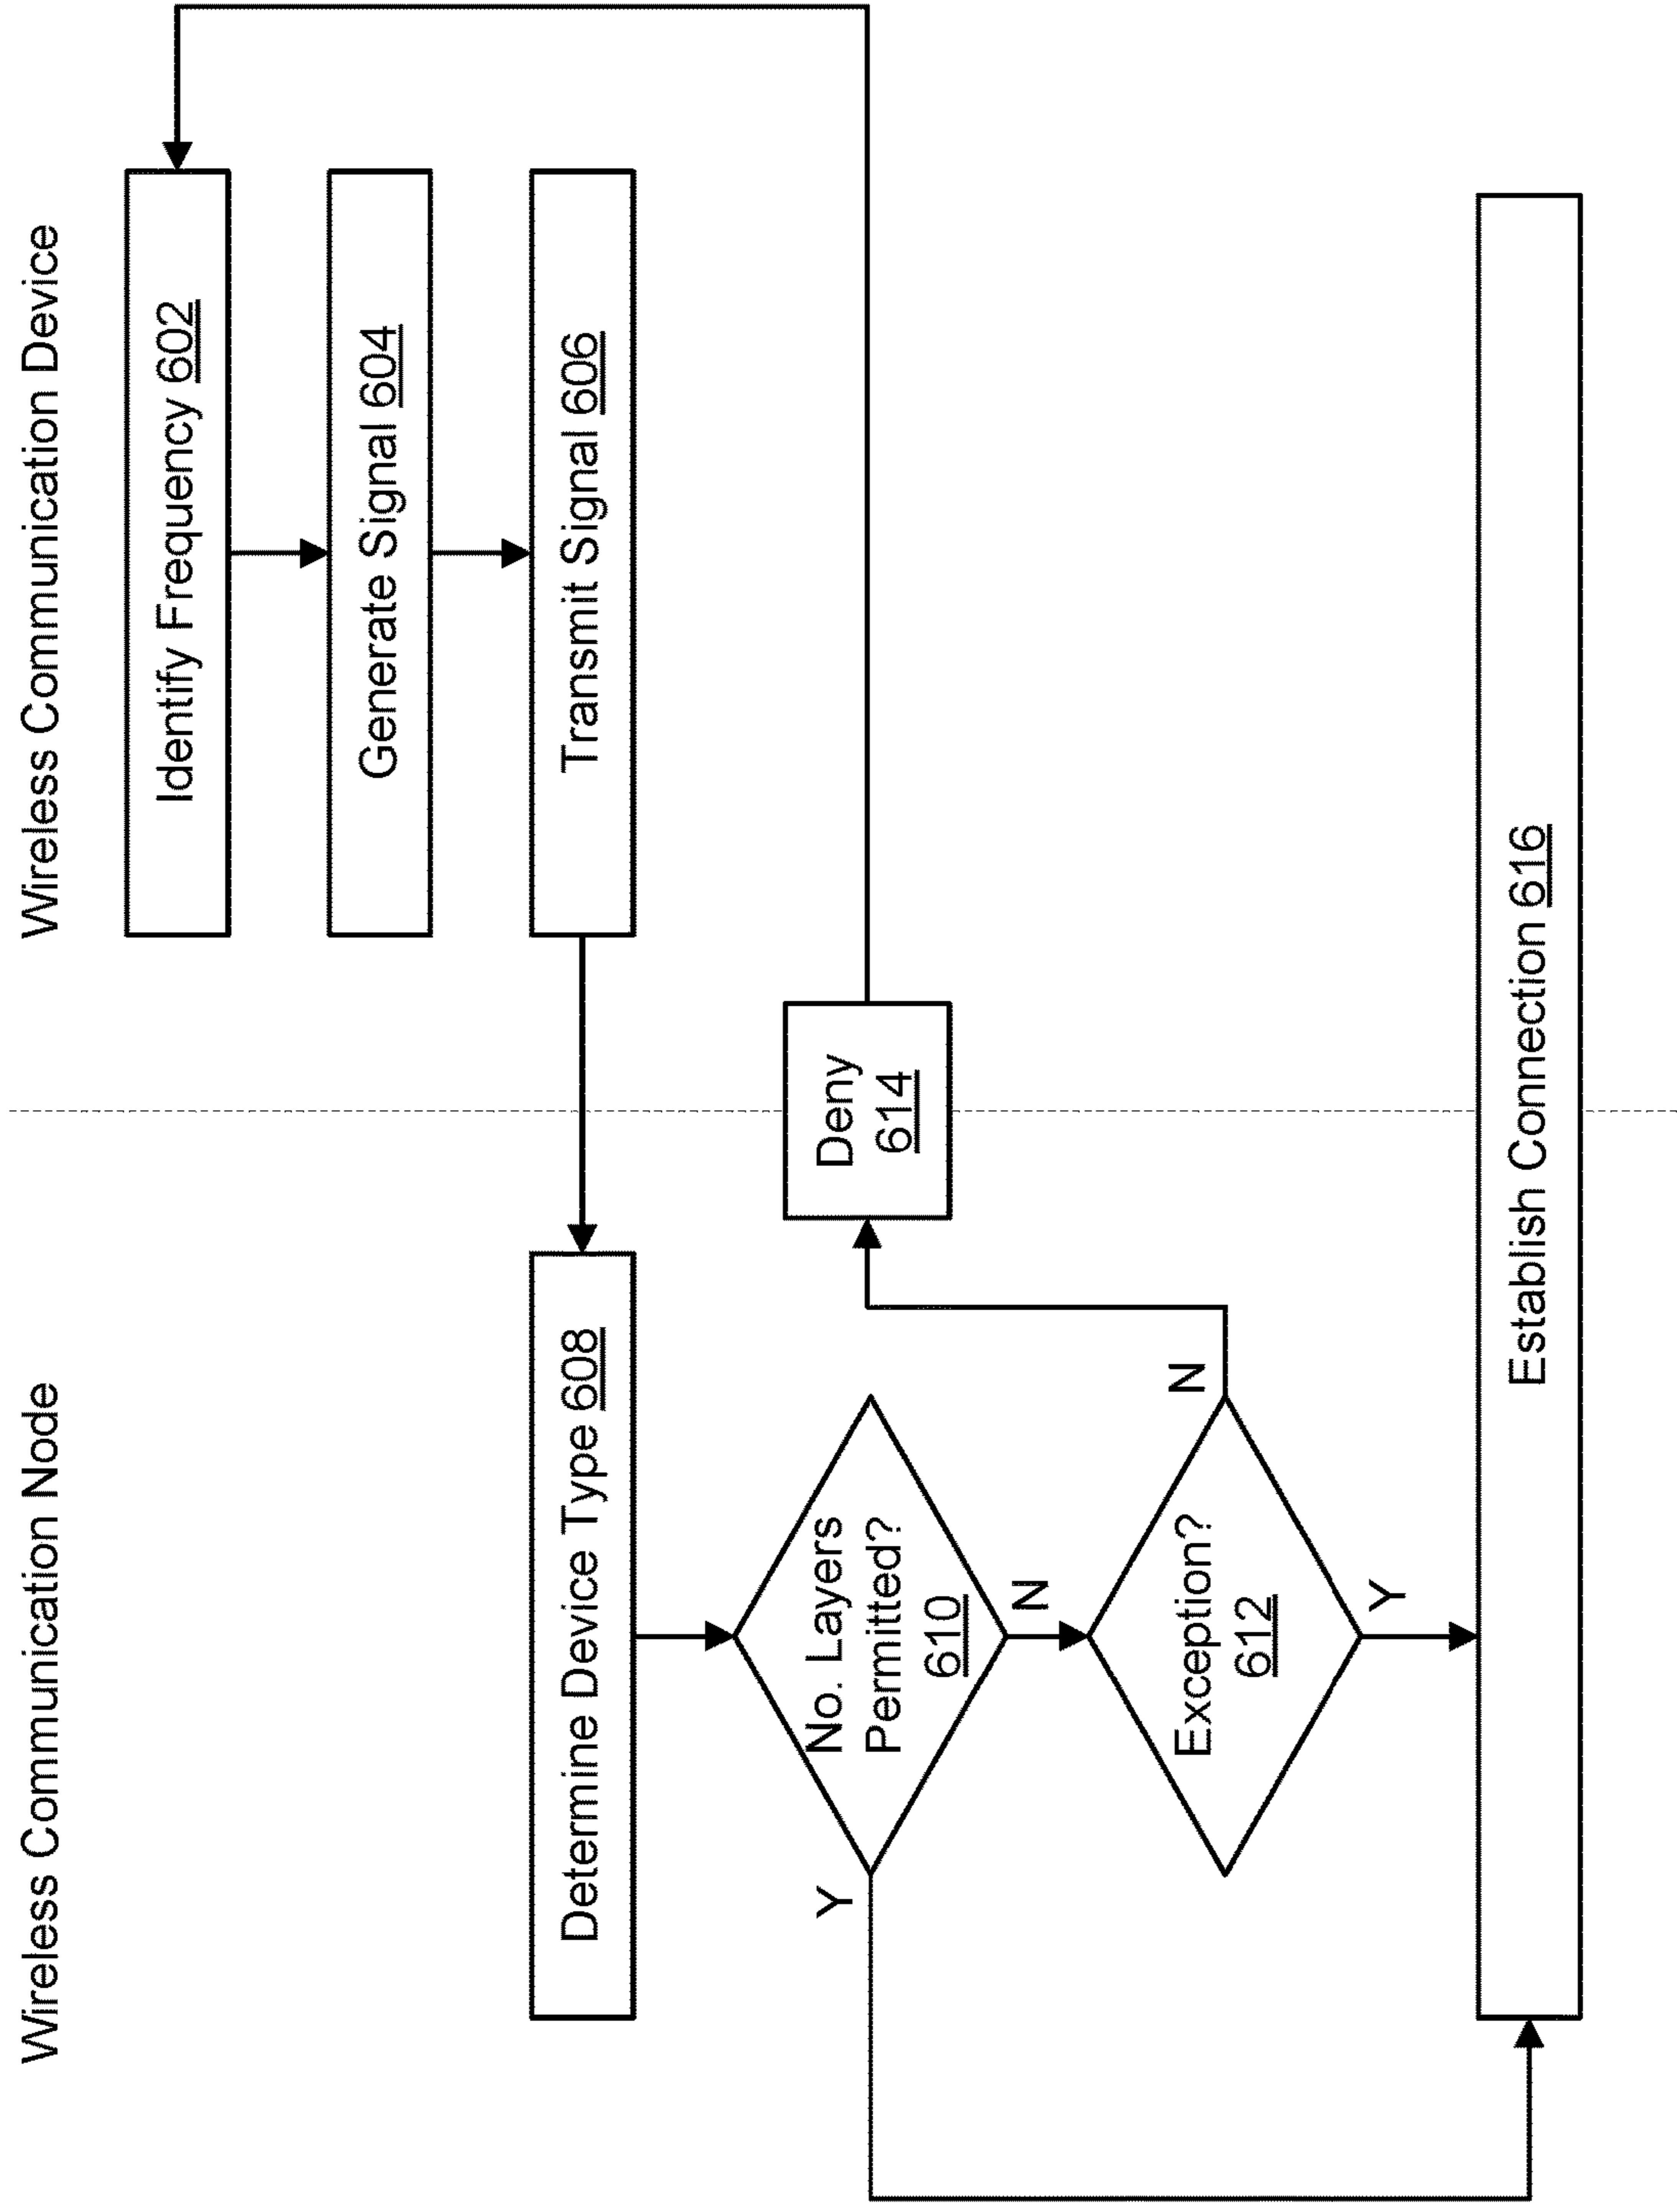 Wireless Communication Node
Wireless Communication Device
Identify Frequency 602
Generate Signal 604
Transmit Signal 606
Determine Device Type 608
No. Layers
Permitted?
610
Y
N
Exception?
612
N
Y
Deny
614
Establish Connection 616